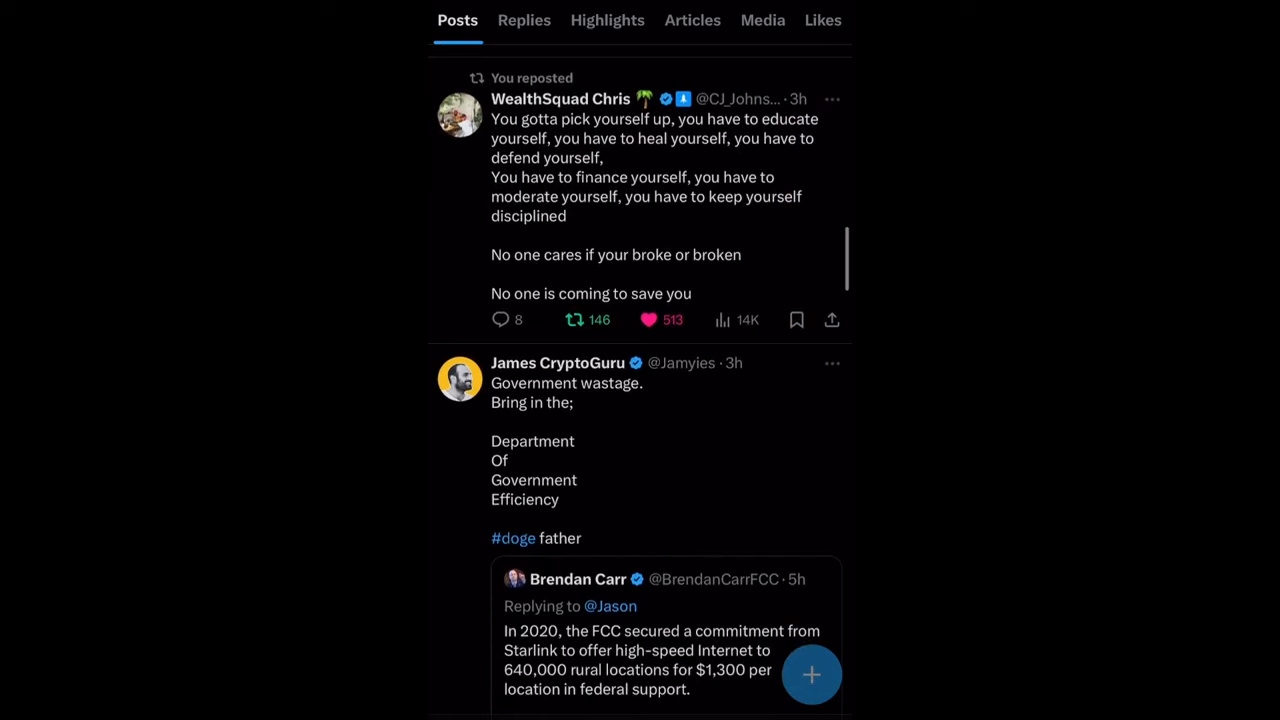 Posts Replies Highlights Articles Media Likes
You reposted
WealthSquad Chris 🌴 @CJ_Johns... · 3h
You gotta pick yourself up, you have to educate
yourself, you have to heal yourself, you have to
defend yourself,
You have to finance yourself, you have to
moderate yourself, you have to keep yourself
disciplined
No one cares if your broke or broken
No one is coming to save you
8 146 513 14K
James CryptoGuru @Jamyies · 3h
Government wastage.
Bring in the;
Department
Of
Government
Efficiency
#doge father
Brendan Carr @BrendanCarrFCC · 5h
Replying to @Jason
In 2020, the FCC secured a commitment from
Starlink to offer high-speed Internet to
640,000 rural locations for $1,300 per
location in federal support.